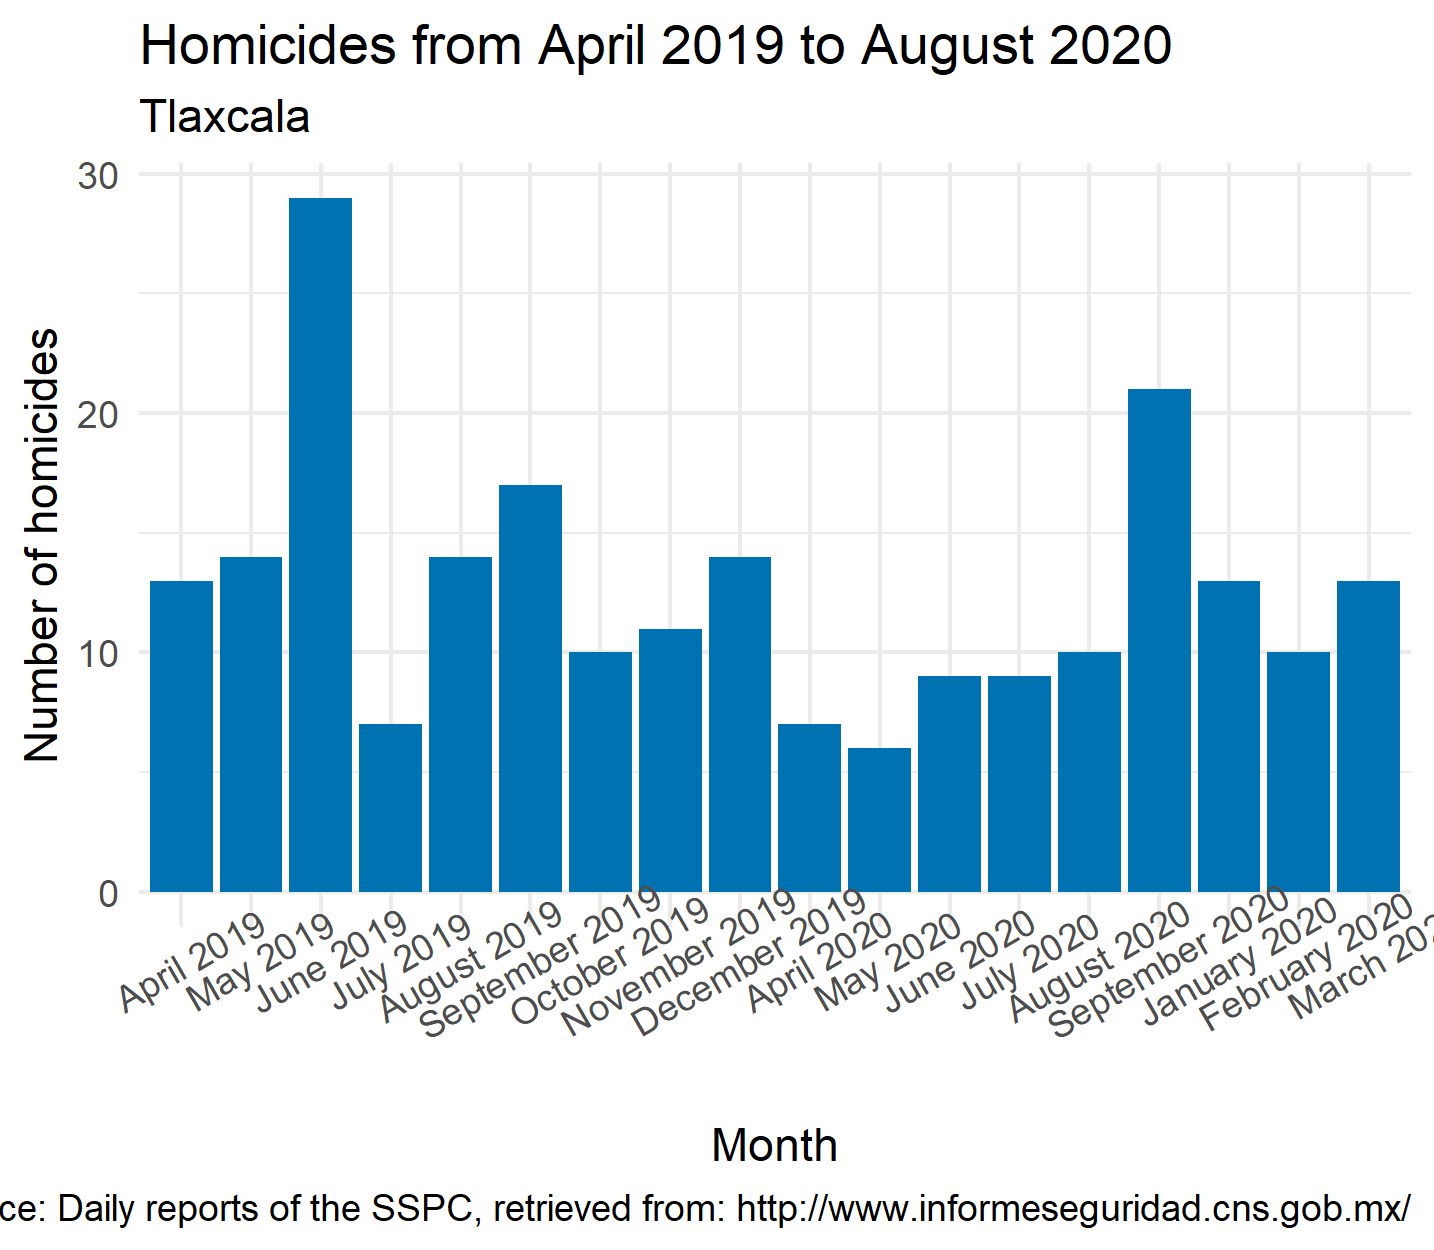 Homicides from April 2019 to August 2020
Tlaxcala
Number of homicides
30
20
10
0
April 2019
May 2019
June 2019
July 2019
August 2019
September 2019
October 2019
November 2019
December 2019
April 2020
May 2020
June 2020
July 2020
August 2020
September 2020
January 2020
February 2020
March 202
Month
ce: Daily reports of the SSPC, retrieved from: http://www.informeseguridad.cns.gob.mx/